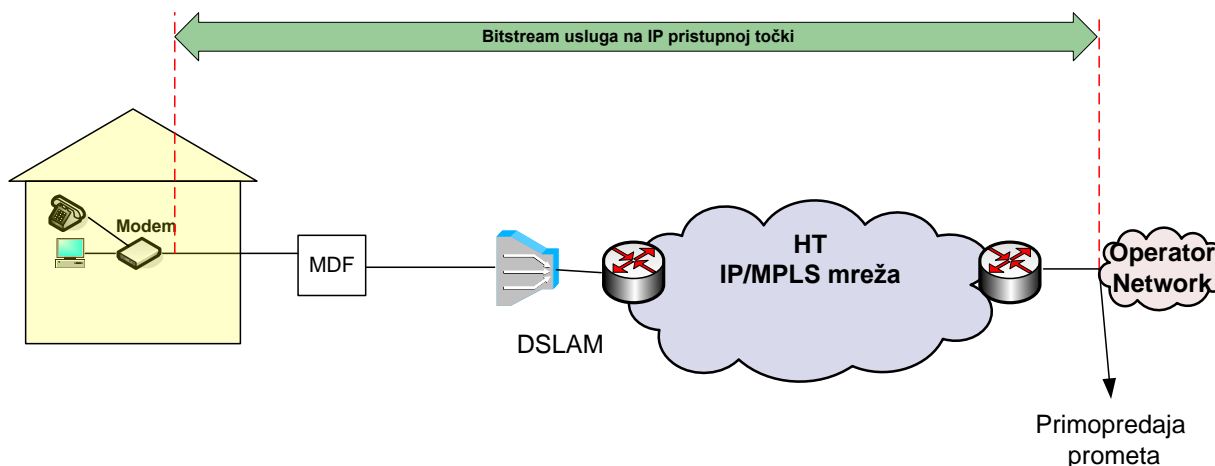 Bitstream usluga na IP pristupnoj točki
Modem
MDF
DSLAM
HT
IP/MPLS mreža
Operator
Network
Primopredaja
prometa